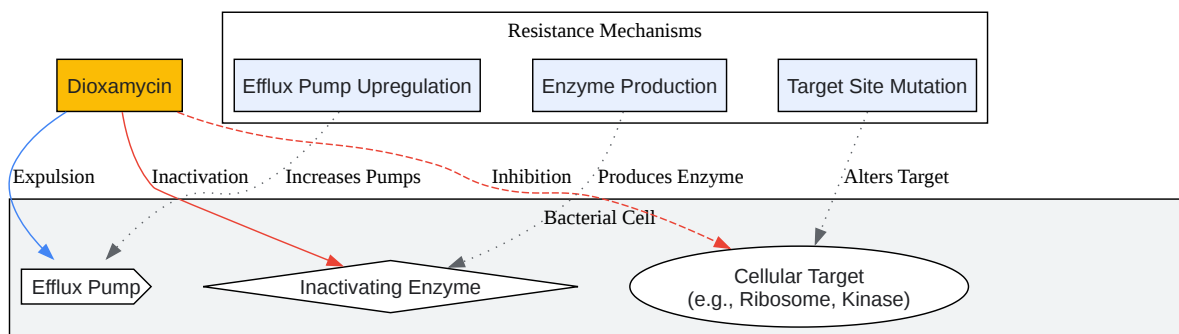 Resistance Mechanisms
Dioxamycin
Efflux Pump Upregulation
Enzyme Production
Target Site Mutation
Expulsion
Inactivation
Increases Pumps
Inhibition
Produces Enzyme
Alters Target
Bacterial Cell
Efflux Pump
Inactivating Enzyme
Cellular Target
(e.g., Ribosome, Kinase)